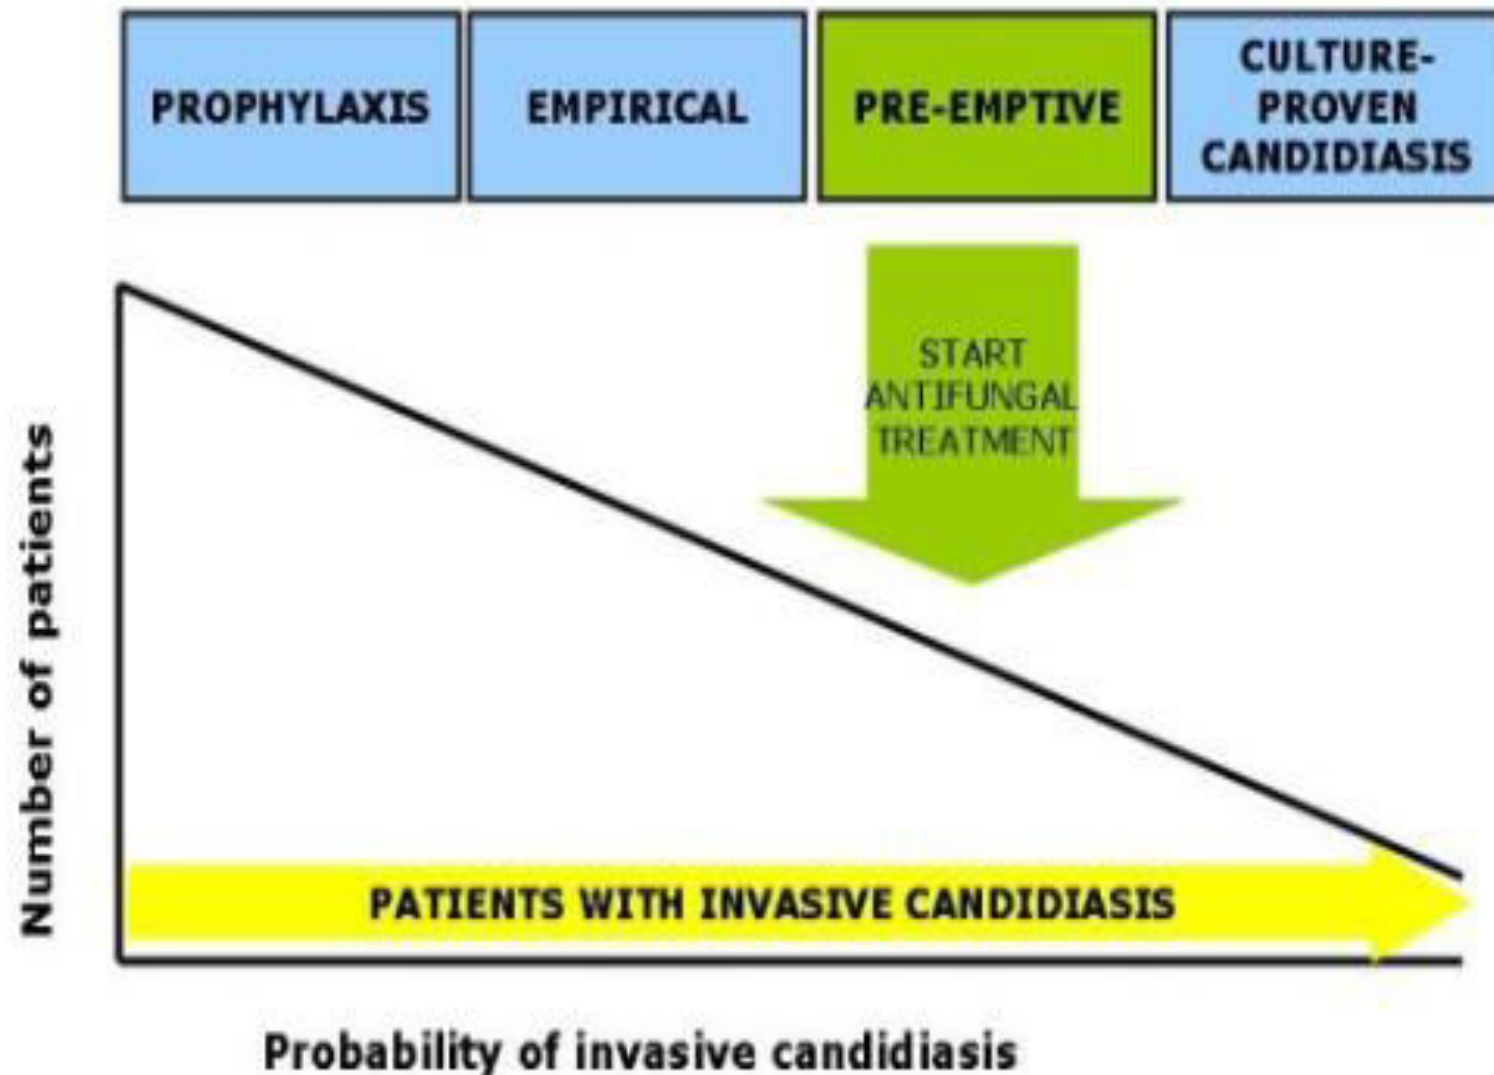 PROPHYLAXIS
EMPIRICAL
PRE-EMPTIVE
CULTURE-
PROVEN
CANDIDIASIS
START
ANTIFUNGAL
TREATMENT
Number of patients
PATIENTS WITH INVASIVE CANDIDIASIS
Probability of invasive candidiasis